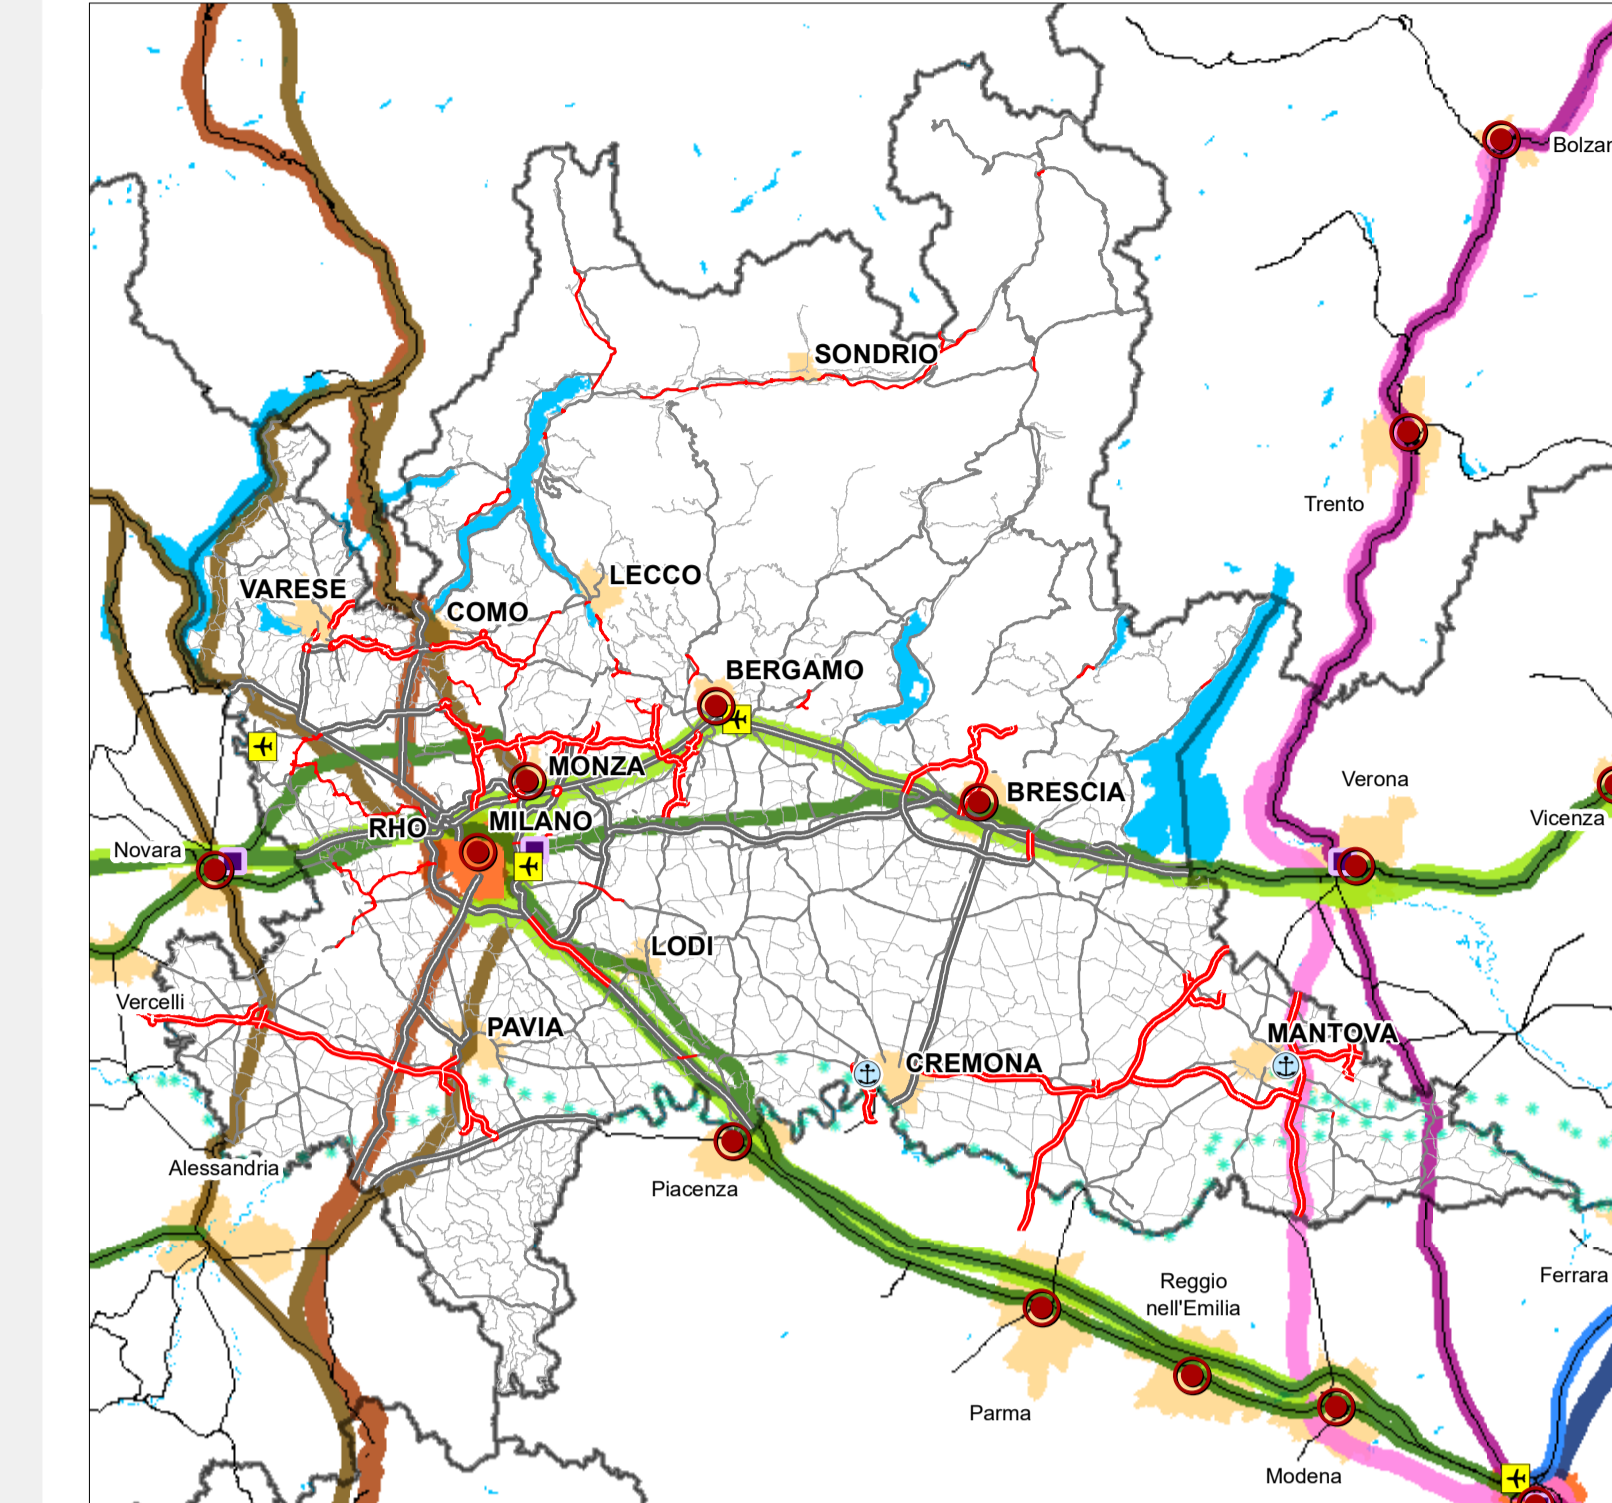 Bolzan
SONDRIO
Trento
LECCO
VARESE
COMO
BERGAMO
MONZA
Verona
BRESCIA
Vicenza
MILANO
RHO
Novara
LODI
Vercelli
PAVIA
MANTOVA
CREMONA
Alessandria
Piacenza
Ferrara
Reggio
nell'Emilia
Parma
Modena